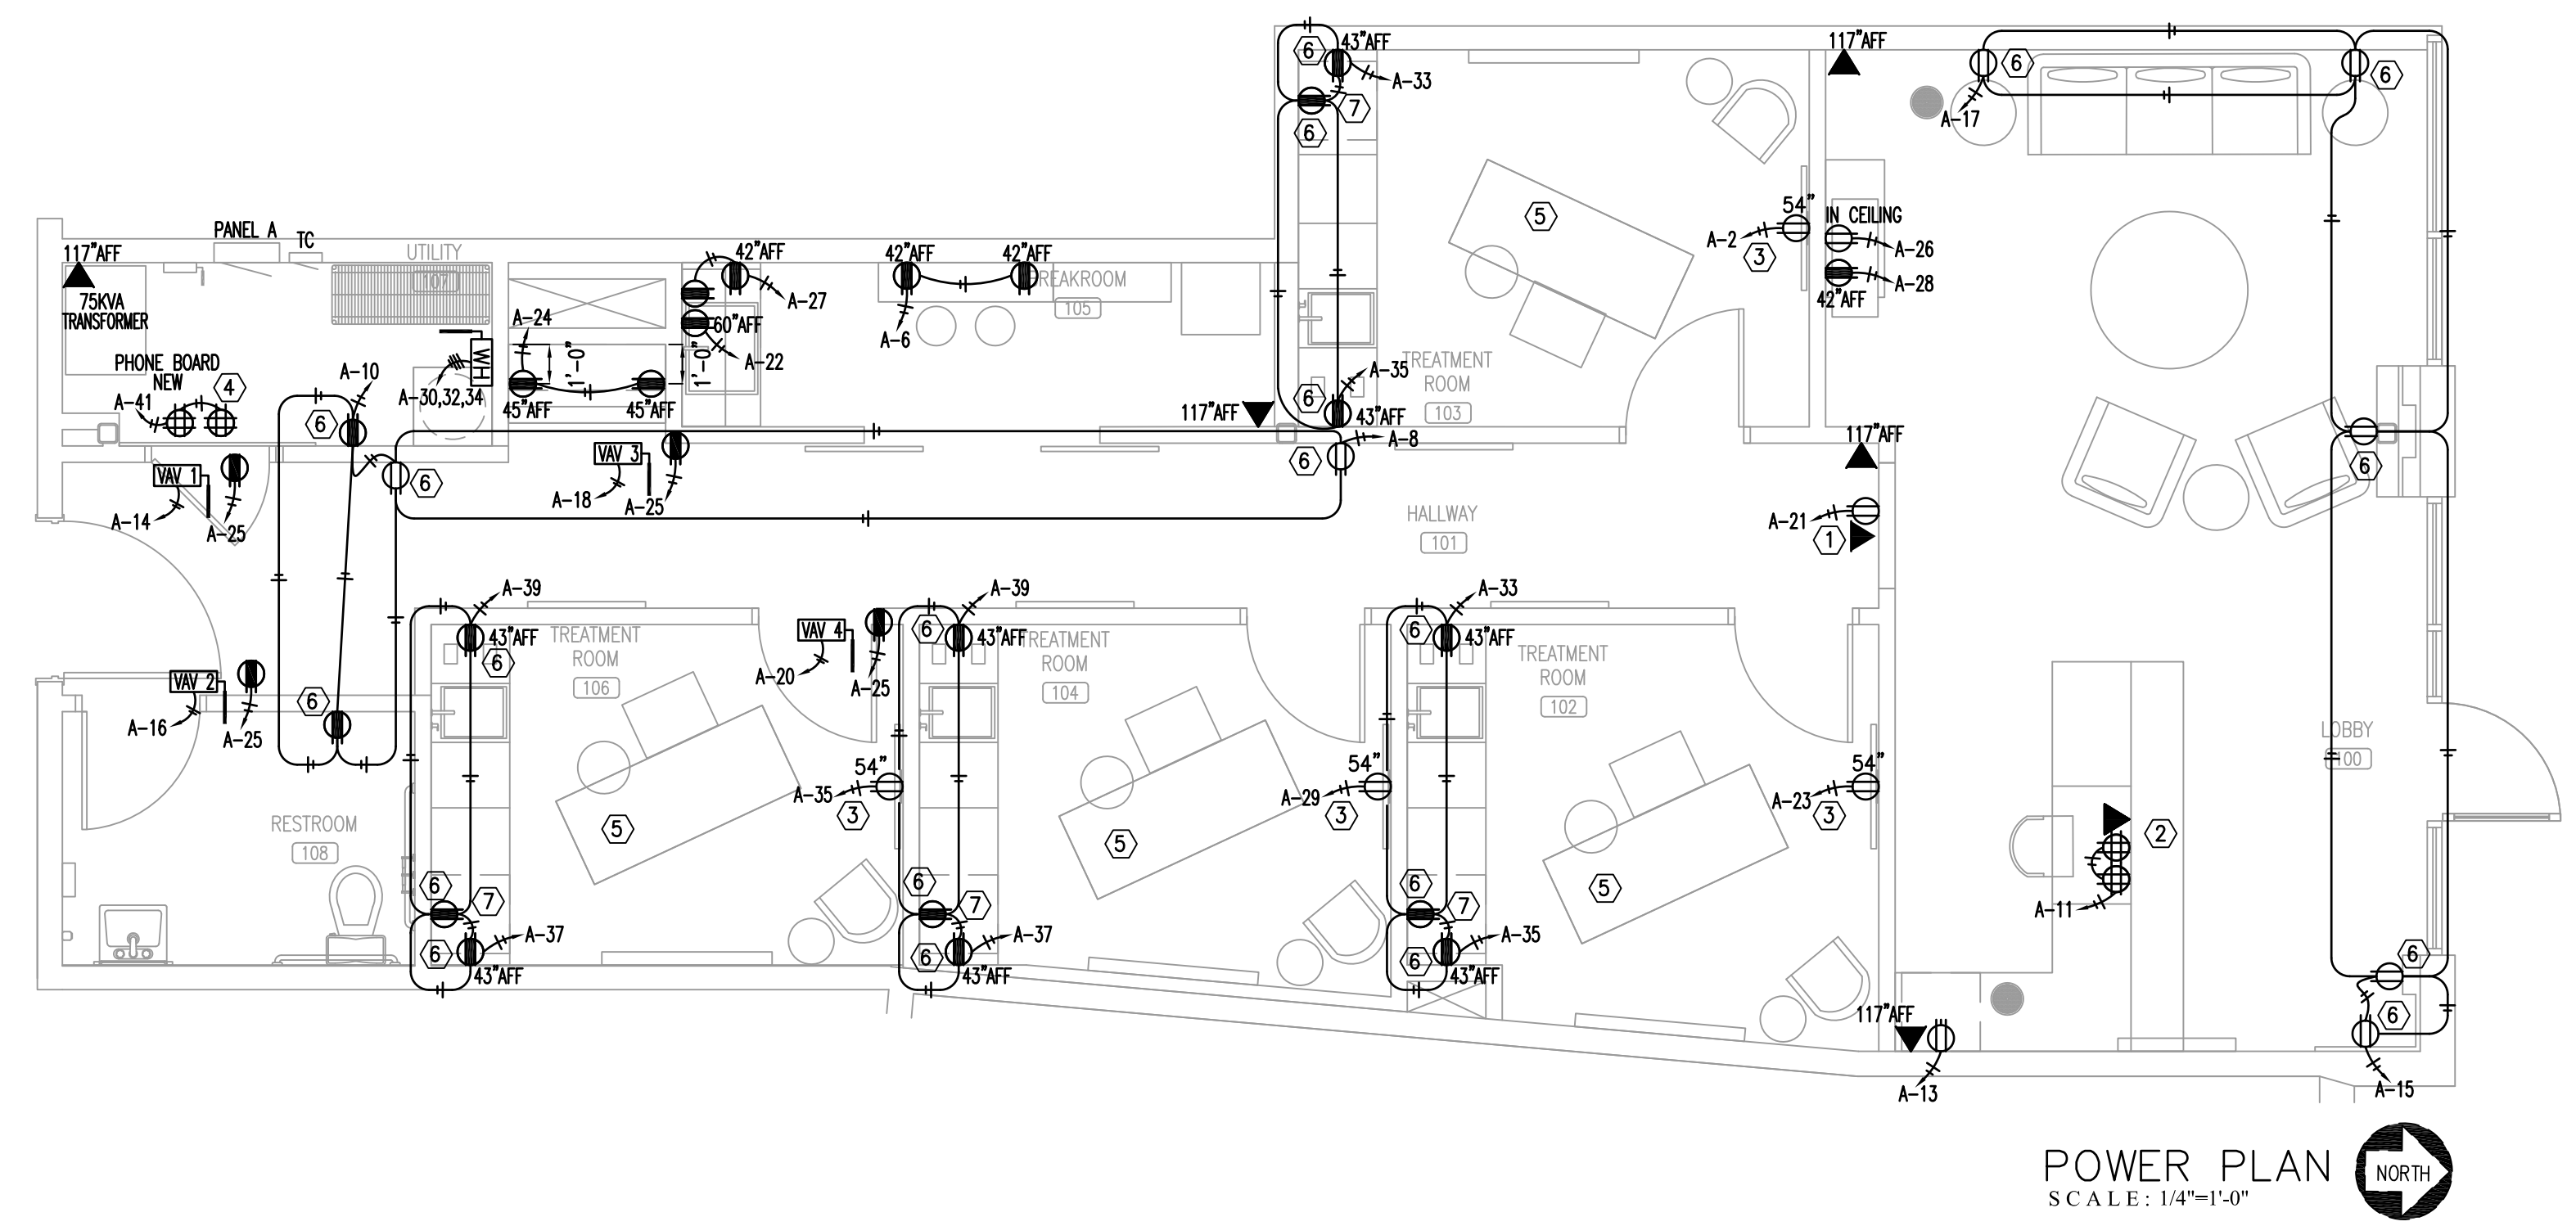 6
43"AFF
A-33
7
6
117"AFF
6
A-17
6
PANEL A
TC
117"AFF
UTILITY
107
75KVA
TRANSFORMER
PHONE BOARD
NEW
4
A-41
A-10
6
WH
A-30,32,34
A-24
1'-0"
1'-0"
45"AFF
45"AFF
42"AFF
A-27
60"AFF
A-22
42"AFF
42"AFF
A-6
BREAKROOM
105
5
54"
A-2
3
IN CEILING
A-26
A-28
42"AFF
TREATMENT
ROOM
103
A-35
6
43"AFF
117"AFF
A-8
6
117"AFF
6
VAV 1
A-14
A-25
6
VAV 3
A-18
A-25
HALLWAY
101
A-21
1
A-39
43"AFF
6
TREATMENT
ROOM
106
VAV 4
A-20
A-25
A-39
6
43"AFF
TREATMENT
ROOM
104
A-33
6
43"AFF
TREATMENT
ROOM
102
VAV 2
A-16
A-25
6
LOBBY
100
RESTROOM
108
5
54"
A-35
3
5
54"
A-29
3
5
54"
A-23
3
2
A-11
6
7
6
A-37
43"AFF
6
7
6
A-37
43"AFF
6
7
6
A-35
43"AFF
117"AFF
A-13
6
6
A-15
POWER PLAN
SCALE: 1/4"=1'-0"
NORTH